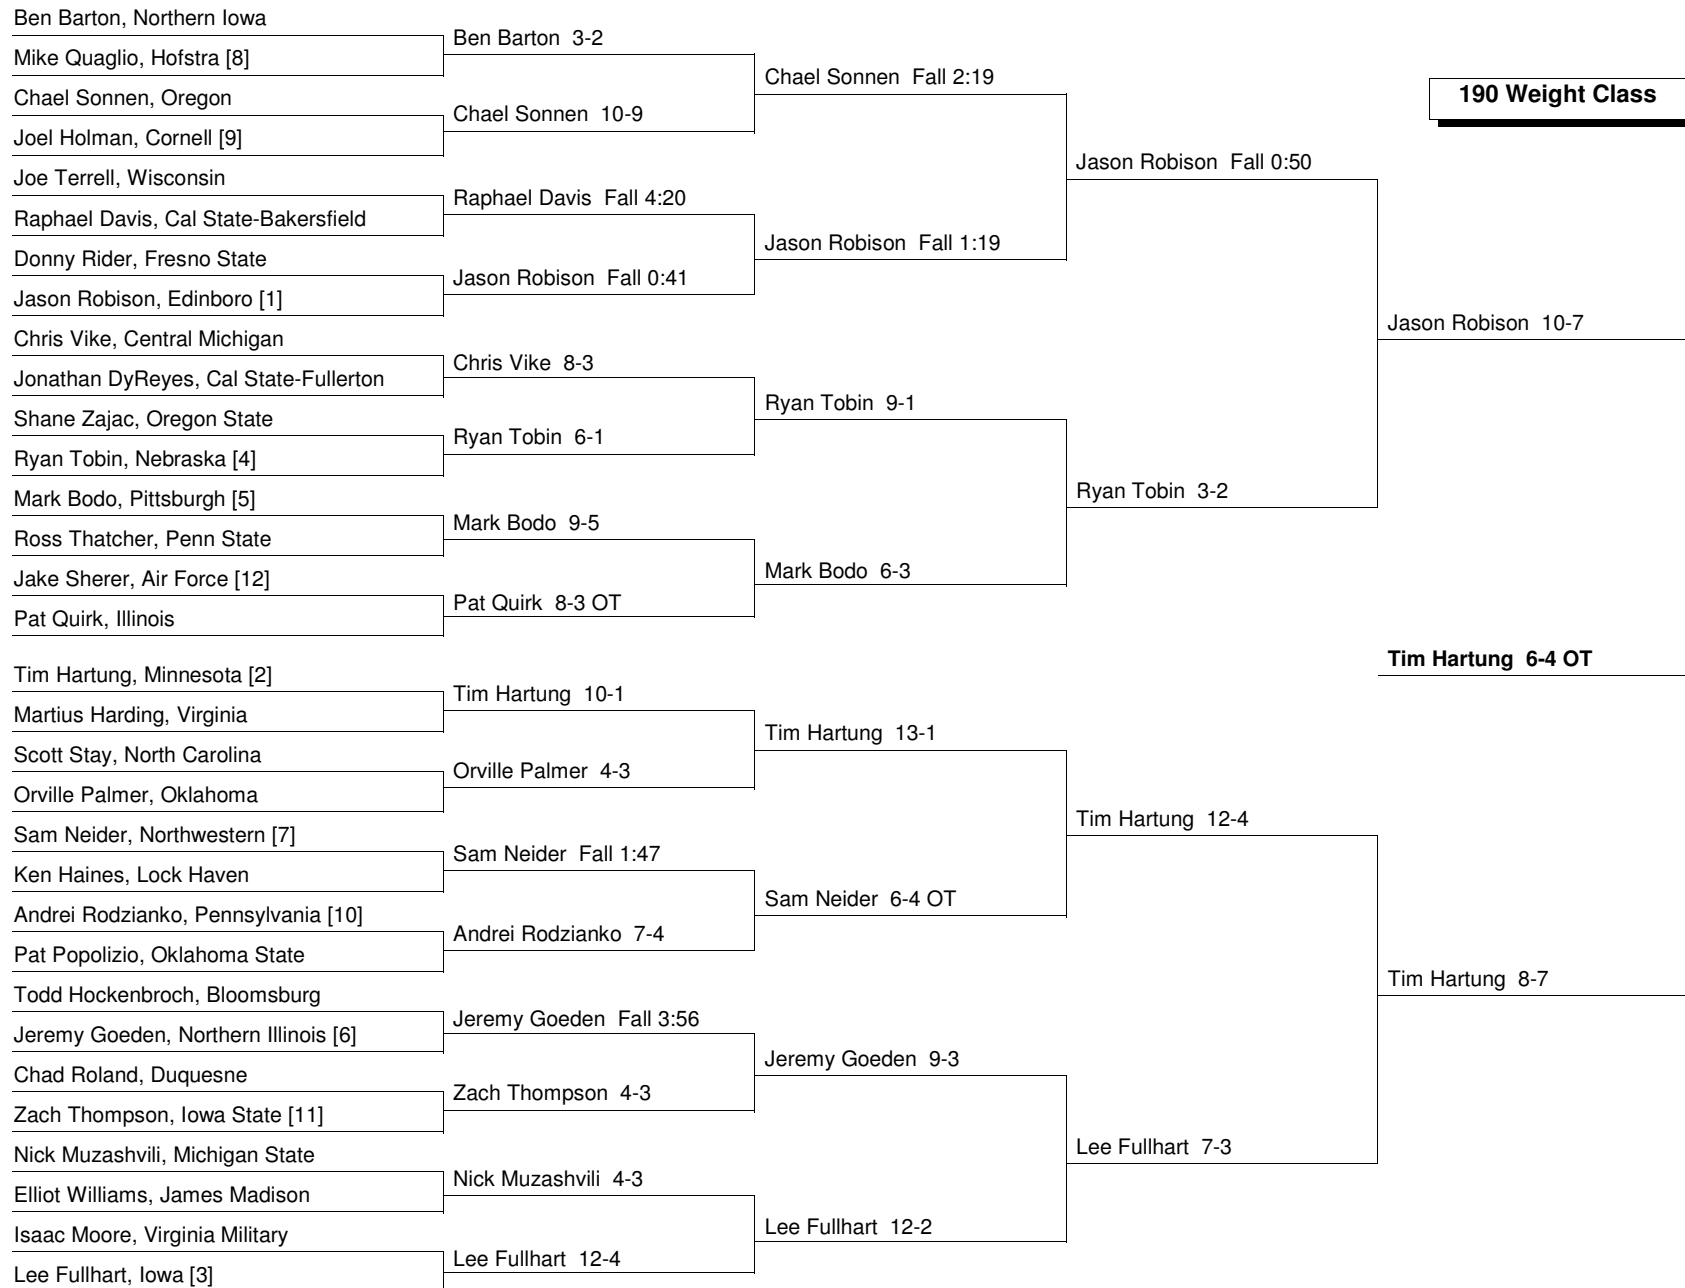 Ben Barton, Northern Iowa
Mike Quaglio, Hofstra [8]
Chael Sonnen, Oregon
Joel Holman, Cornell [9]
Joe Terrell, Wisconsin
Raphael Davis, Cal State-Bakersfield
Donny Rider, Fresno State
Jason Robison, Edinboro [1]
Chris Vike, Central Michigan
Jonathan DyReyes, Cal State-Fullerton
Shane Zajac, Oregon State
Ryan Tobin, Nebraska [4]
Mark Bodo, Pittsburgh [5]
Ross Thatcher, Penn State
Jake Sherer, Air Force [12]
Pat Quirk, Illinois
Tim Hartung, Minnesota [2]
Martius Harding, Virginia
Scott Stay, North Carolina
Orville Palmer, Oklahoma
Sam Neider, Northwestern [7]
Ken Haines, Lock Haven
Andrei Rodzianko, Pennsylvania [10]
Pat Popolizio, Oklahoma State
Todd Hockenbroch, Bloomsburg
Jeremy Goeden, Northern Illinois [6]
Chad Roland, Duquesne
Zach Thompson, Iowa State [11]
Nick Muzashvili, Michigan State
Elliot Williams, James Madison
Isaac Moore, Virginia Military
Lee Fullhart, Iowa [3]
Ben Barton 3-2
Chael Sonnen 10-9
Raphael Davis Fall 4:20
Jason Robison Fall 0:41
Chris Vike 8-3
Ryan Tobin 6-1
Mark Bodo 9-5
Pat Quirk 8-3 OT
Tim Hartung 10-1
Orville Palmer 4-3
Sam Neider Fall 1:47
Andrei Rodzianko 7-4
Jeremy Goeden Fall 3:56
Zach Thompson 4-3
Nick Muzashvili 4-3
Lee Fullhart 12-4
Chael Sonnen Fall 2:19
Jason Robison Fall 1:19
Ryan Tobin 9-1
Mark Bodo 6-3
Tim Hartung 13-1
Sam Neider 6-4 OT
Jeremy Goeden 9-3
Lee Fullhart 12-2
Jason Robison Fall 0:50
Ryan Tobin 3-2
Tim Hartung 12-4
Lee Fullhart 7-3
190 Weight Class
Jason Robison 10-7
Tim Hartung 6-4 OT
Tim Hartung 8-7